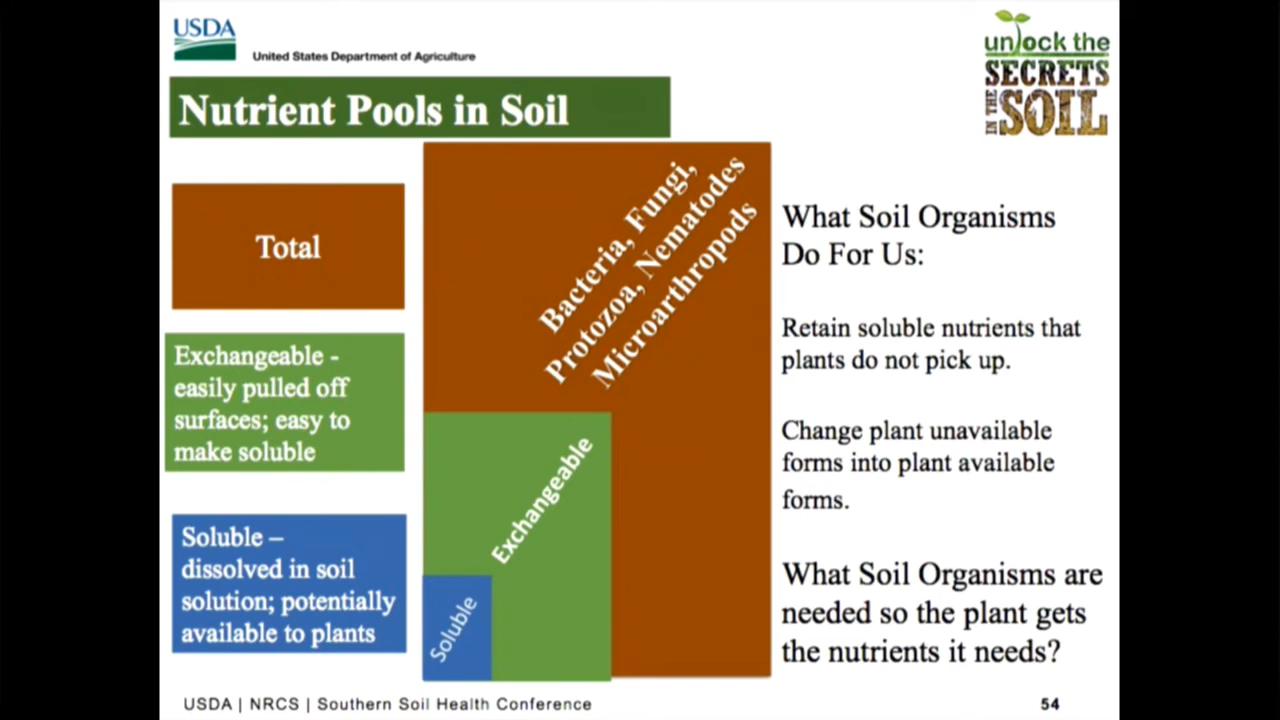 USDA
United States Department of Agriculture
unlock the
SECRETS
IN THE
SOIL
Nutrient Pools in Soil
Total
Exchangeable -
easily pulled off
surfaces; easy to
make soluble
Soluble –
dissolved in soil
solution; potentially
available to plants
Bacteria, Fungi,
Protozoa, Nematodes
Microarthropods
Exchangeable
Soluble
What Soil Organisms
Do For Us:
Retain soluble nutrients that
plants do not pick up.
Change plant unavailable
forms into plant available
forms.
What Soil Organisms are
needed so the plant gets
the nutrients it needs?
USDA | NRCS | Southern Soil Health Conference
54